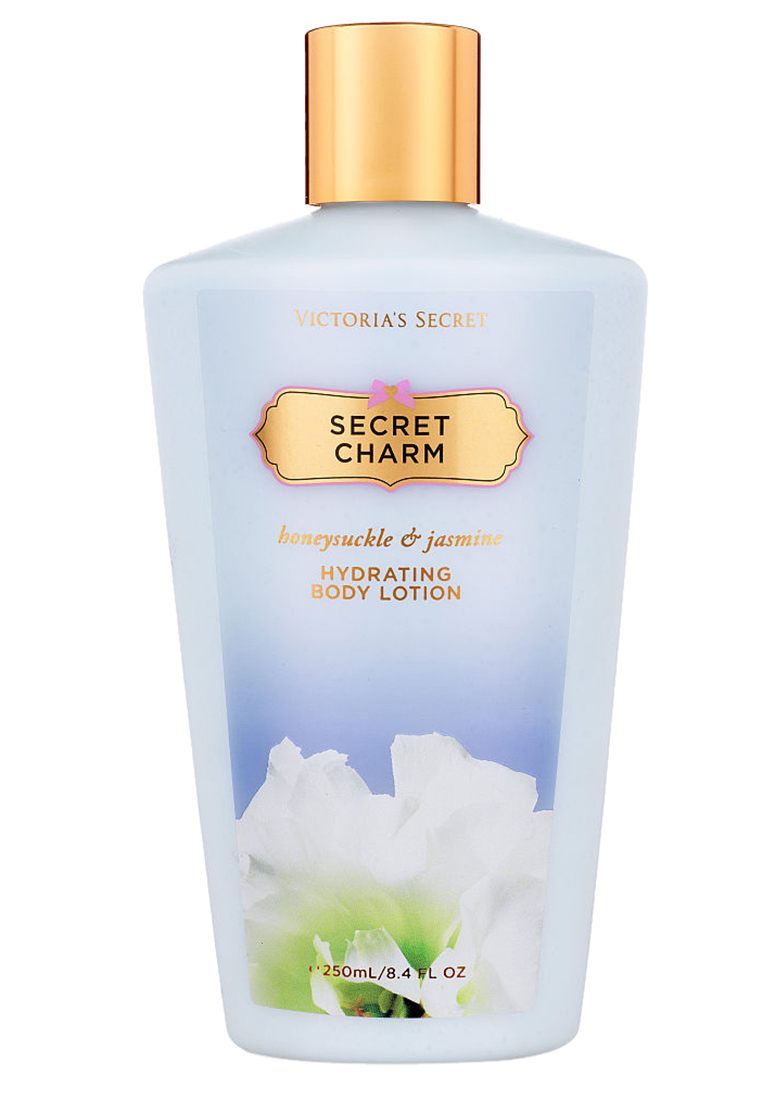 VICTORIA'S SECRET
SECRET
CHARM
honeysuckle & jasmine
HYDRATING
BODY LOTION
250mL/8.4 FL OZ